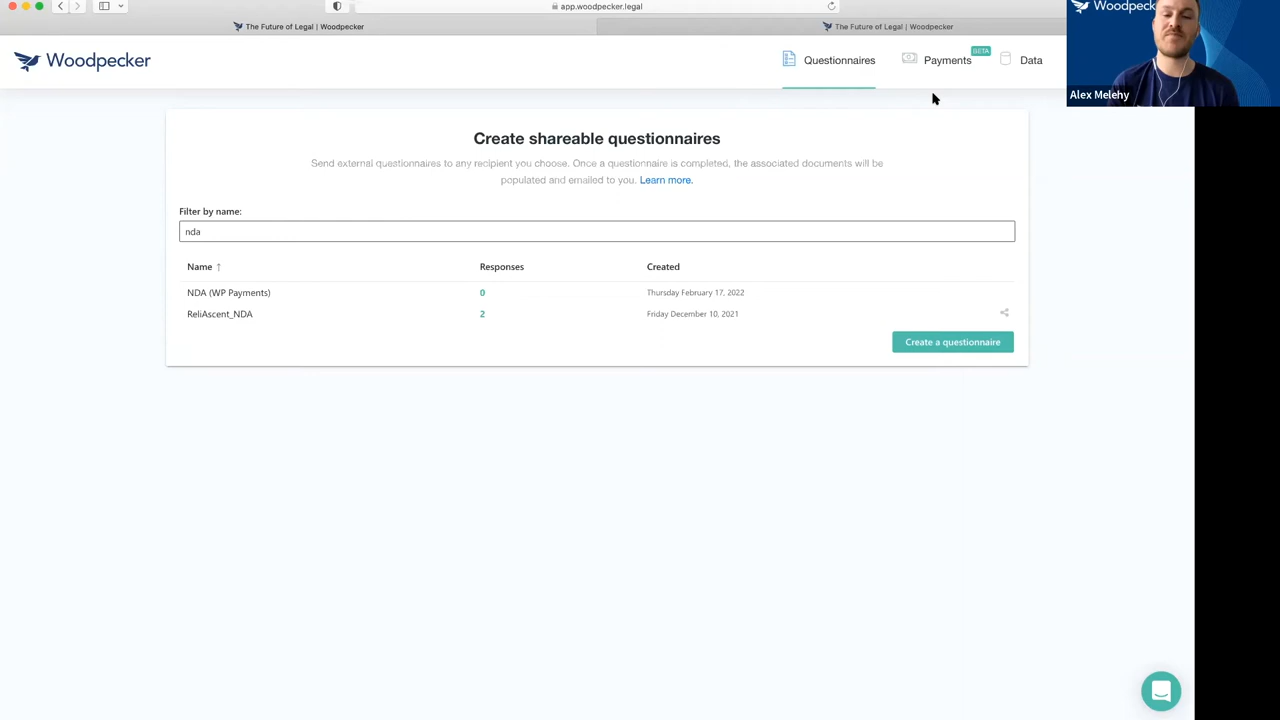 app.woodpecker.legal
The Future of Legal | Woodpecker
The Future of Legal | Woodpecker
Woodpecker
Questionnaires
Payments
BETA
Data
Alex Melehy
Create shareable questionnaires
Send external questionnaires to any recipient you choose. Once a questionnaire is completed, the associated documents will be
populated and emailed to you. Learn more.
Filter by name:
nda
Name ↑ Responses Created
NDA (WP Payments) 0 Thursday February 17, 2022
ReliAscent_NDA 2 Friday December 10, 2021
Create a questionnaire